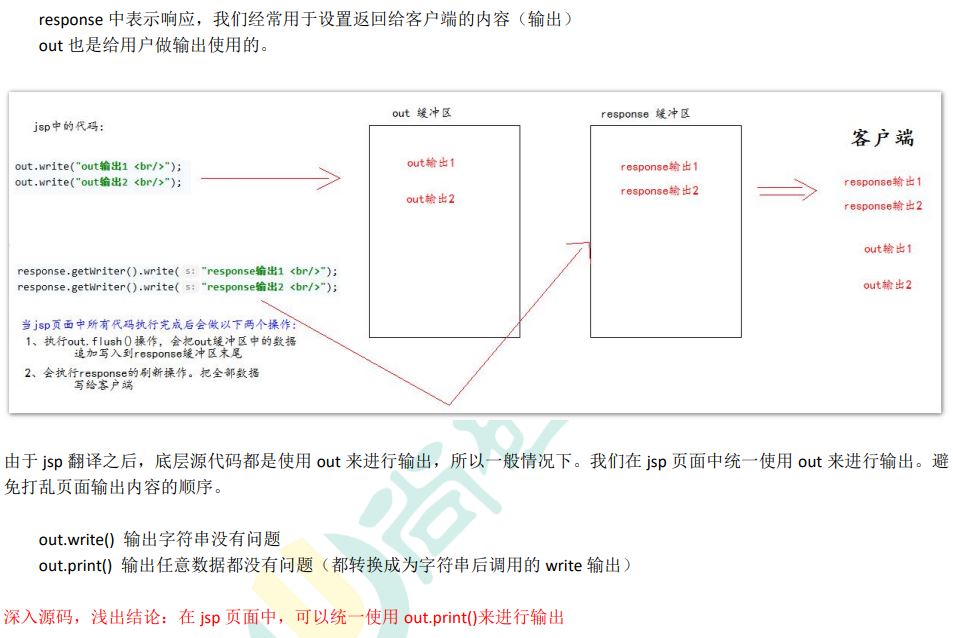 response 中表示响应，我们经常用于设置返回给客户端的内容（输出）
out 也是给用户做输出使用的。
jsp中的代码:
out.write("out输出1 <br/>");
out.write("out输出2 <br/>");
out 缓冲区
out输出1
out输出2
response 缓冲区
response输出1
response输出2
客户端
response输出1
response输出2
out输出1
out输出2
response.getWriter().write( s: "response输出1 <br/>");
response.getWriter().write( s: "response输出2 <br/>");
当jsp页面中所有代码执行完成后会做以下两个操作:
1、执行out.flush()操作，会把out缓冲区中的数据
追加写入到response缓冲区末尾
2、会执行response的刷新操作。把全部数据
写给客户端
由于 jsp 翻译之后，底层源代码都是使用 out 来进行输出，所以一般情况下。我们在 jsp 页面中统一使用 out 来进行输出。避
免打乱页面输出内容的顺序。
out.write() 输出字符串没有问题
out.print() 输出任意数据都没有问题（都转换成为字符串后调用的 write 输出）
深入源码，浅出结论：在 jsp 页面中，可以统一使用 out.print()来进行输出